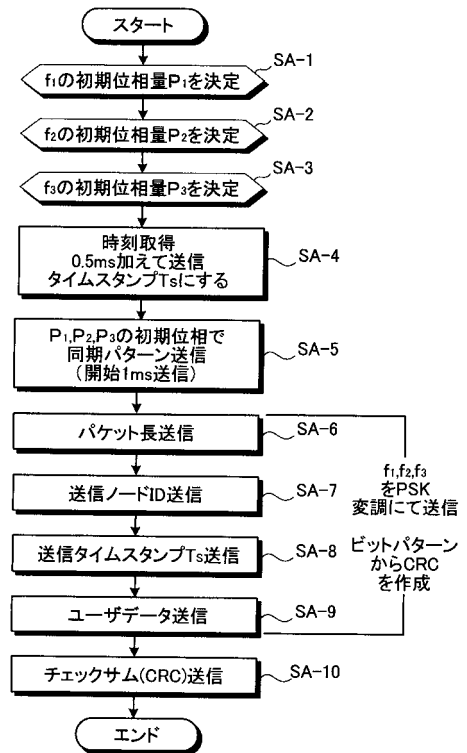 スタート
f₁の初期位相量P₁を決定
SA-1
f₂の初期位相量P₂を決定
SA-2
f₃の初期位相量P₃を決定
SA-3
時刻取得
0.5ms加えて送信
タイムスタンプTsにする
SA-4
P₁,P₂,P₃の初期位相で
同期パターン送信
(開始1ms送信)
SA-5
パケット長送信
SA-6
送信ノードID送信
SA-7
送信タイムスタンプTs送信
SA-8
ユーザデータ送信
SA-9
f₁,f₂,f₃
をPSK
変調にて送信
ビットパターン
からCRC
を作成
チェックサム(CRC)送信
SA-10
エンド